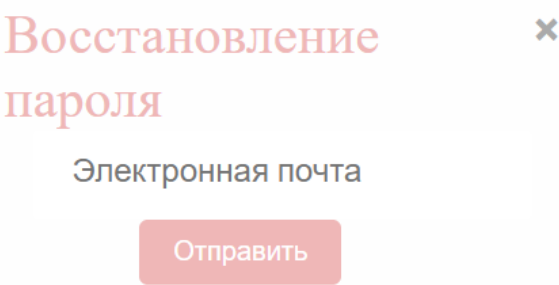 Восстановление
пароля
Электронная почта
Отправить